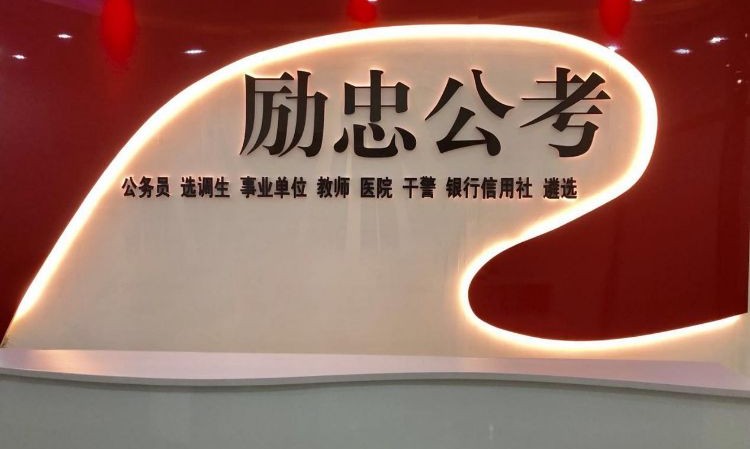 励忠公考
公务员 选调生 事业单位 教师 医院 干警 银行信用社 遴选